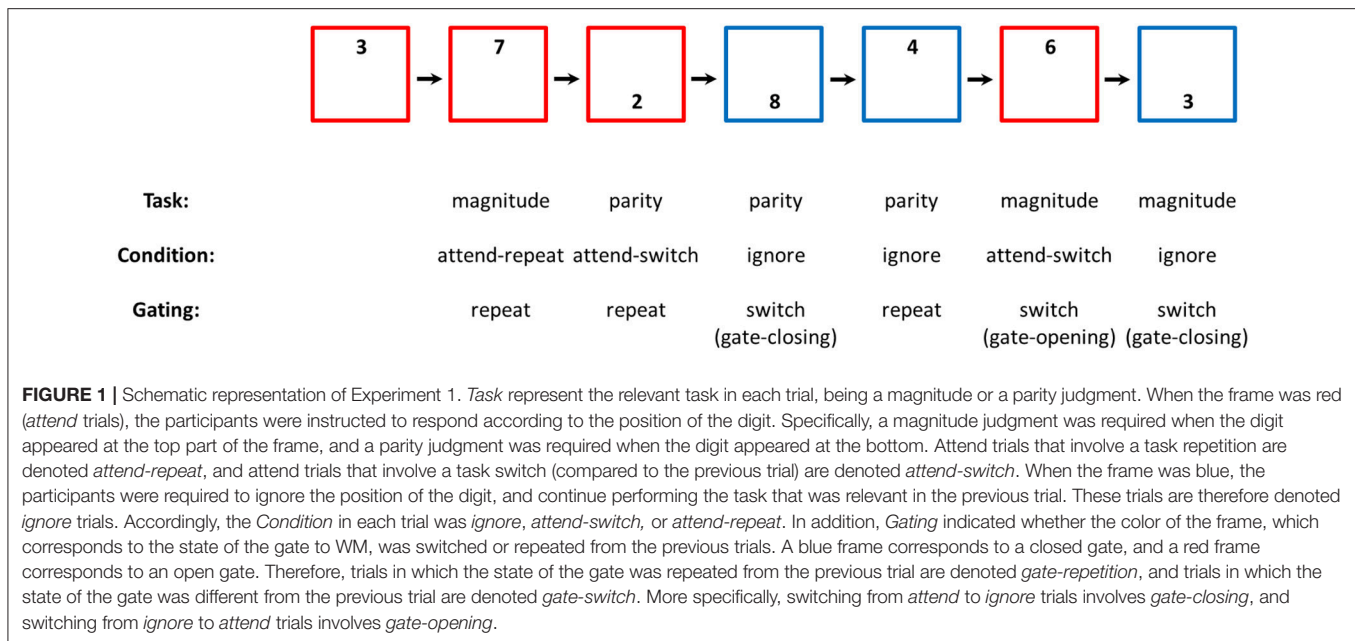 3 7 4 6
2 8 3
Task: magnitude parity parity parity magnitude magnitude
Condition: attend-repeat attend-switch ignore ignore attend-switch ignore
Gating: repeat repeat switch repeat switch switch
(gate-closing) (gate-opening) (gate-closing)
FIGURE 1 | Schematic representation of Experiment 1. Task represent the relevant task in each trial, being a magnitude or a parity judgment. When the frame was red
(attend trials), the participants were instructed to respond according to the position of the digit. Specifically, a magnitude judgment was required when the digit
appeared at the top part of the frame, and a parity judgment was required when the digit appeared at the bottom. Attend trials that involve a task repetition are
denoted attend-repeat, and attend trials that involve a task switch (compared to the previous trial) are denoted attend-switch. When the frame was blue, the
participants were required to ignore the position of the digit, and continue performing the task that was relevant in the previous trial. These trials are therefore denoted
ignore trials. Accordingly, the Condition in each trial was ignore, attend-switch, or attend-repeat. In addition, Gating indicated whether the color of the frame, which
corresponds to the state of the gate to WM, was switched or repeated from the previous trials. A blue frame corresponds to a closed gate, and a red frame
corresponds to an open gate. Therefore, trials in which the state of the gate was repeated from the previous trial are denoted gate-repetition, and trials in which the
state of the gate was different from the previous trial are denoted gate-switch. More specifically, switching from attend to ignore trials involves gate-closing, and
switching from ignore to attend trials involves gate-opening.